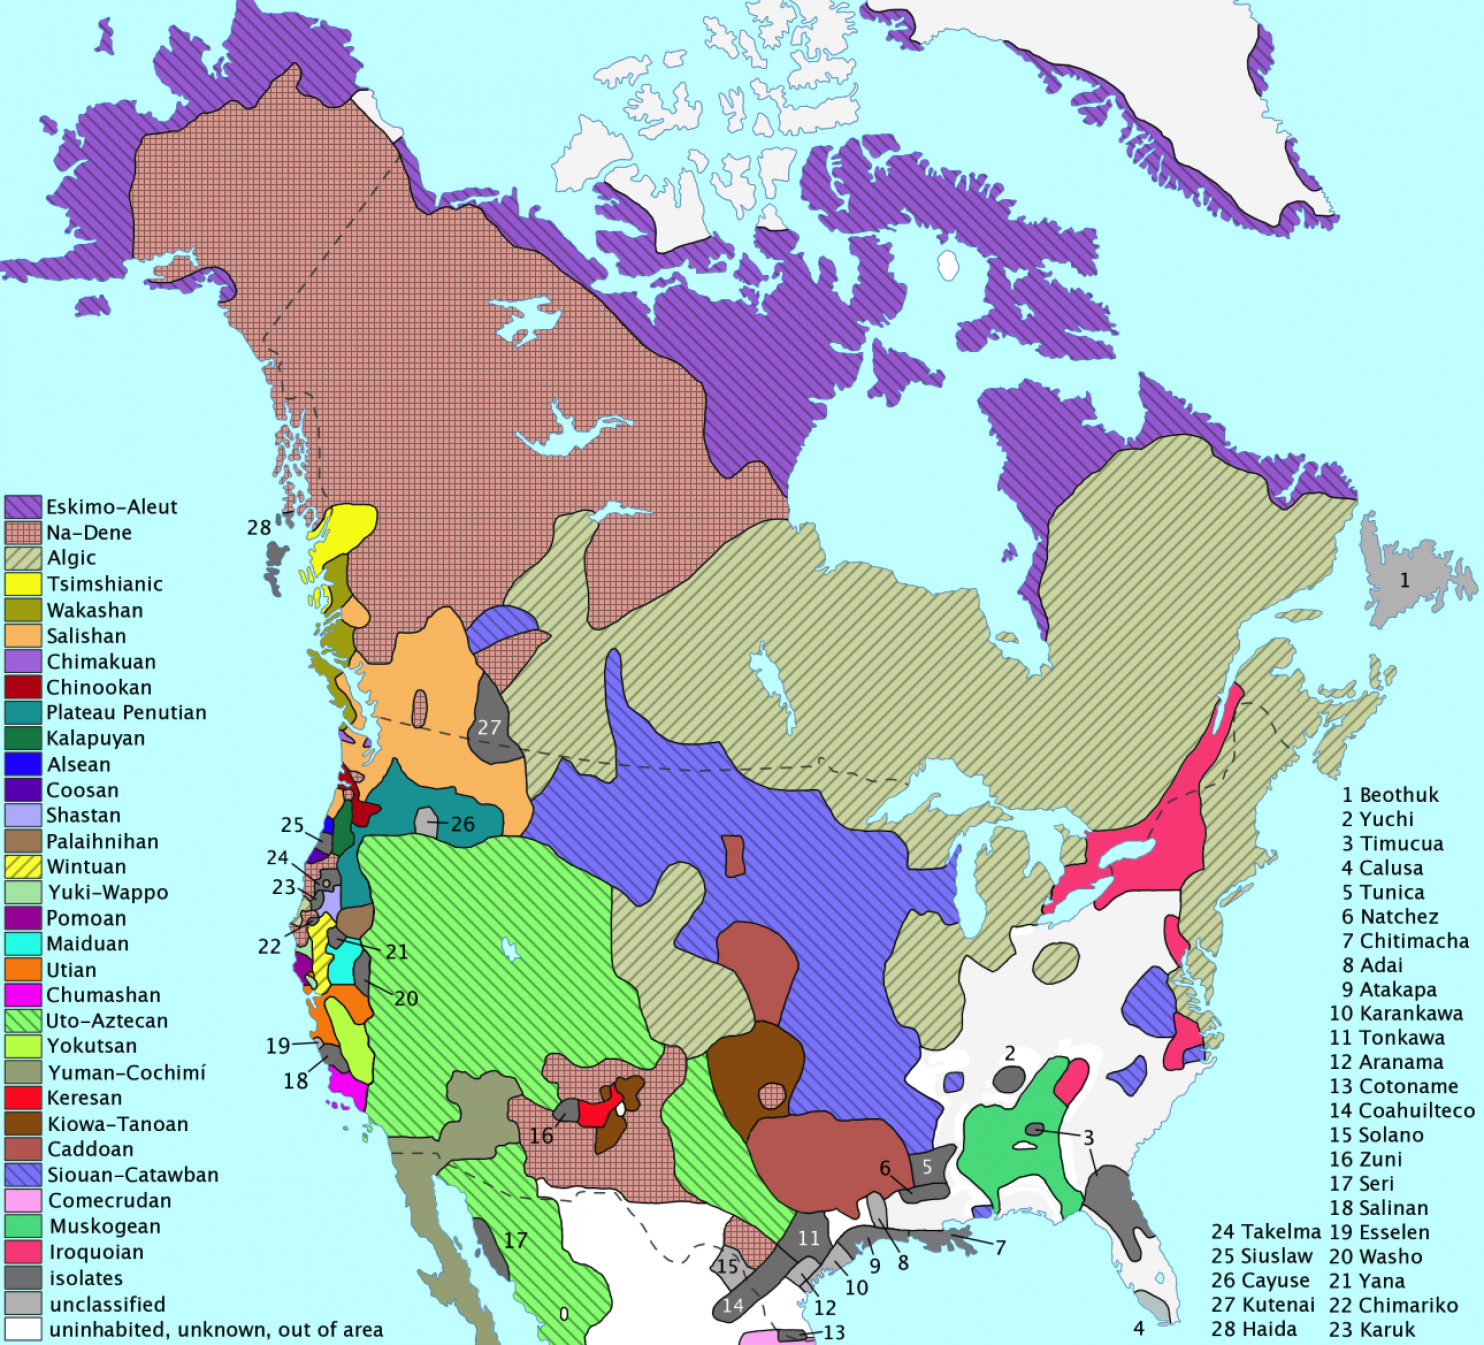 Eskimo-Aleut
Na-Dene
Algic
Tsimshianic
Wakashan
Salishan
Chimakuan
Chinookan
Plateau Penutian
Kalapuyan
Alsean
Coosan
Shastan
Palaihnihan
Wintuan
Yuki-Wappo
Pomoan
Maiduan
Utian
Chumashan
Uto-Aztecan
Yokutsan
Yuman-Cochimí
Keresan
Kiowa-Tanoan
Caddoan
Siouan-Catawban
Comecrudan
Muskogean
Iroquoian
isolates
unclassified
uninhabited, unknown, out of area
28
27
26
25
24
23
22
21
20
19
18
16
17
15
14
11
12
13
10
9
8
7
6
5
2
3
4
1
1 Beothuk
2 Yuchi
3 Timucua
4 Calusa
5 Tunica
6 Natchez
7 Chitimacha
8 Adai
9 Atakapa
10 Karankawa
11 Tonkawa
12 Aranama
13 Cotoname
14 Coahuilteco
15 Solano
16 Zuni
17 Seri
18 Salinan
24 Takelma 19 Esselen
25 Siuslaw 20 Washo
26 Cayuse 21 Yana
27 Kutenai 22 Chimariko
28 Haida 23 Karuk